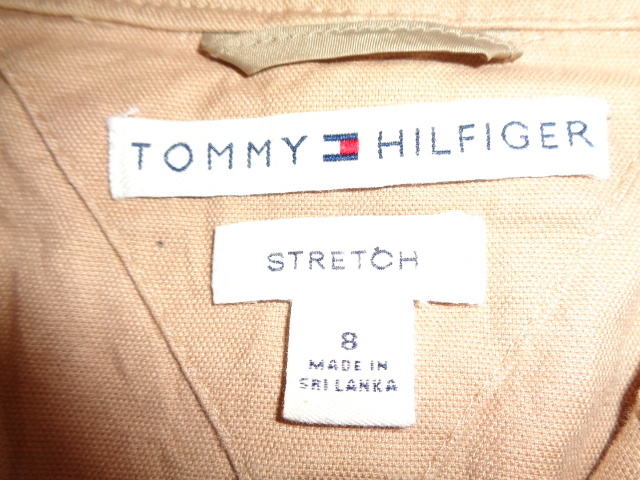 TOMMY HILFIGER
STRETCH
8
MADE IN
SRI LANKA